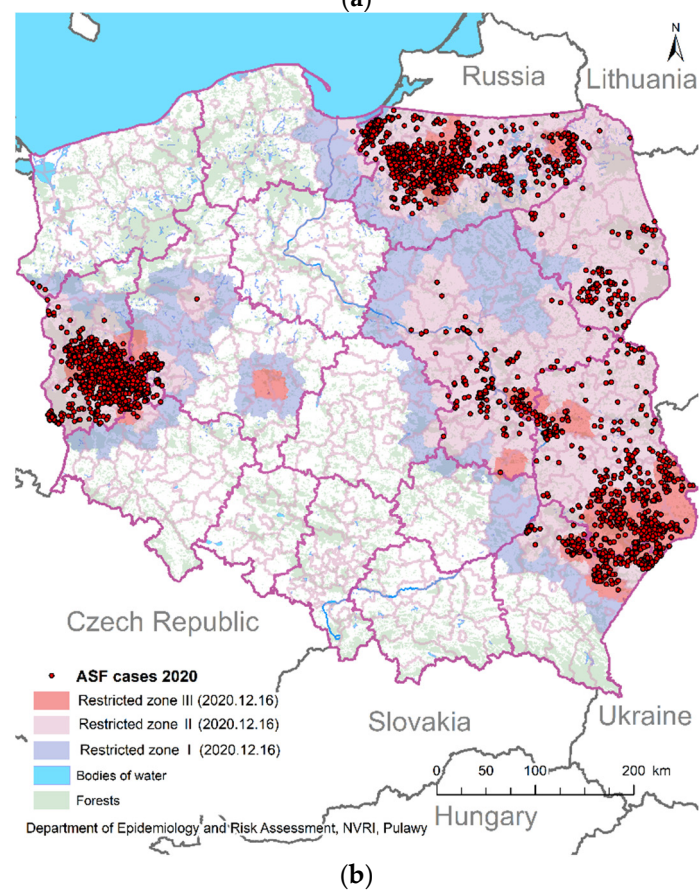 (a)
N
Russia
Lithuania
Czech Republic
ASF cases 2020
Restricted zone III (2020.12.16)
Restricted zone II (2020.12.16)
Restricted zone I (2020.12.16)
Bodies of water
Forests
Slovakia
Ukraine
0 50 100 200 km
Hungary
Department of Epidemiology and Risk Assessment, NVRI, Pulawy
(b)